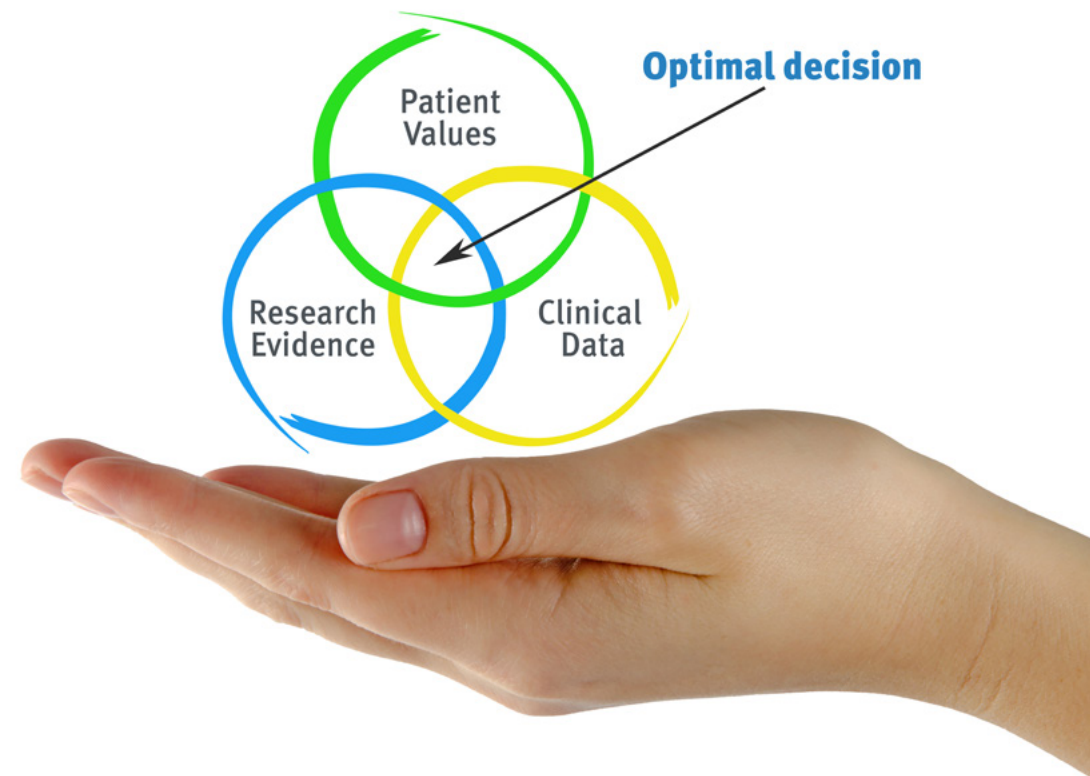 Optimal decision
Patient
Values
Research
Evidence
Clinical
Data